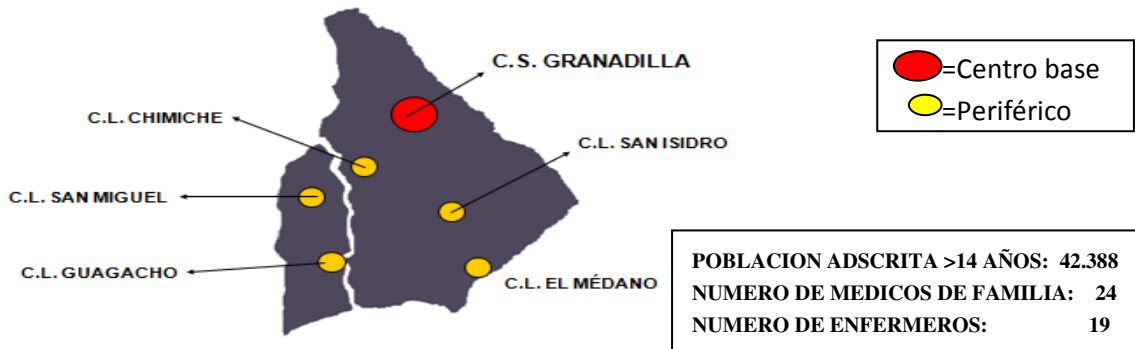 C.S. GRANADILLA
=Centro base
=Periférico
C.L. CHIMICHE
C.L. SAN ISIDRO
C.L. SAN MIGUEL
C.L. GUAGACHO
C.L. EL MÉDANO
POBLACION ADSCRITA >14 AÑOS: 42.388
NUMERO DE MEDICOS DE FAMILIA: 24
NUMERO DE ENFERMEROS: 19